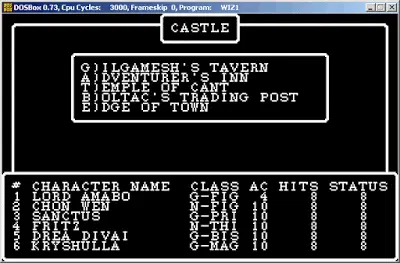 DOSBox 0.73, Cpu Cycles: 3000, Frameskip 0, Program: WIZ1
CASTLE
G)ILGAMESH'S TAVERN
A)DVENTURER'S INN
T)EMPLE OF CANT
B)OLTAC'S TRADING POST
E)DGE OF TOWN
# CHARACTER NAME CLASS AC HITS STATUS
1 LORD AMABO G-FIG 4 8 8
2 CHON WEN N-FIG 10 8 8
3 SANCTUS G-PRI 10 8 8
4 FRITZ N-THI 10 8 8
5 DREA DIVAI G-BIS 10 8 8
6 KRYSHULLA G-MAG 10 8 8